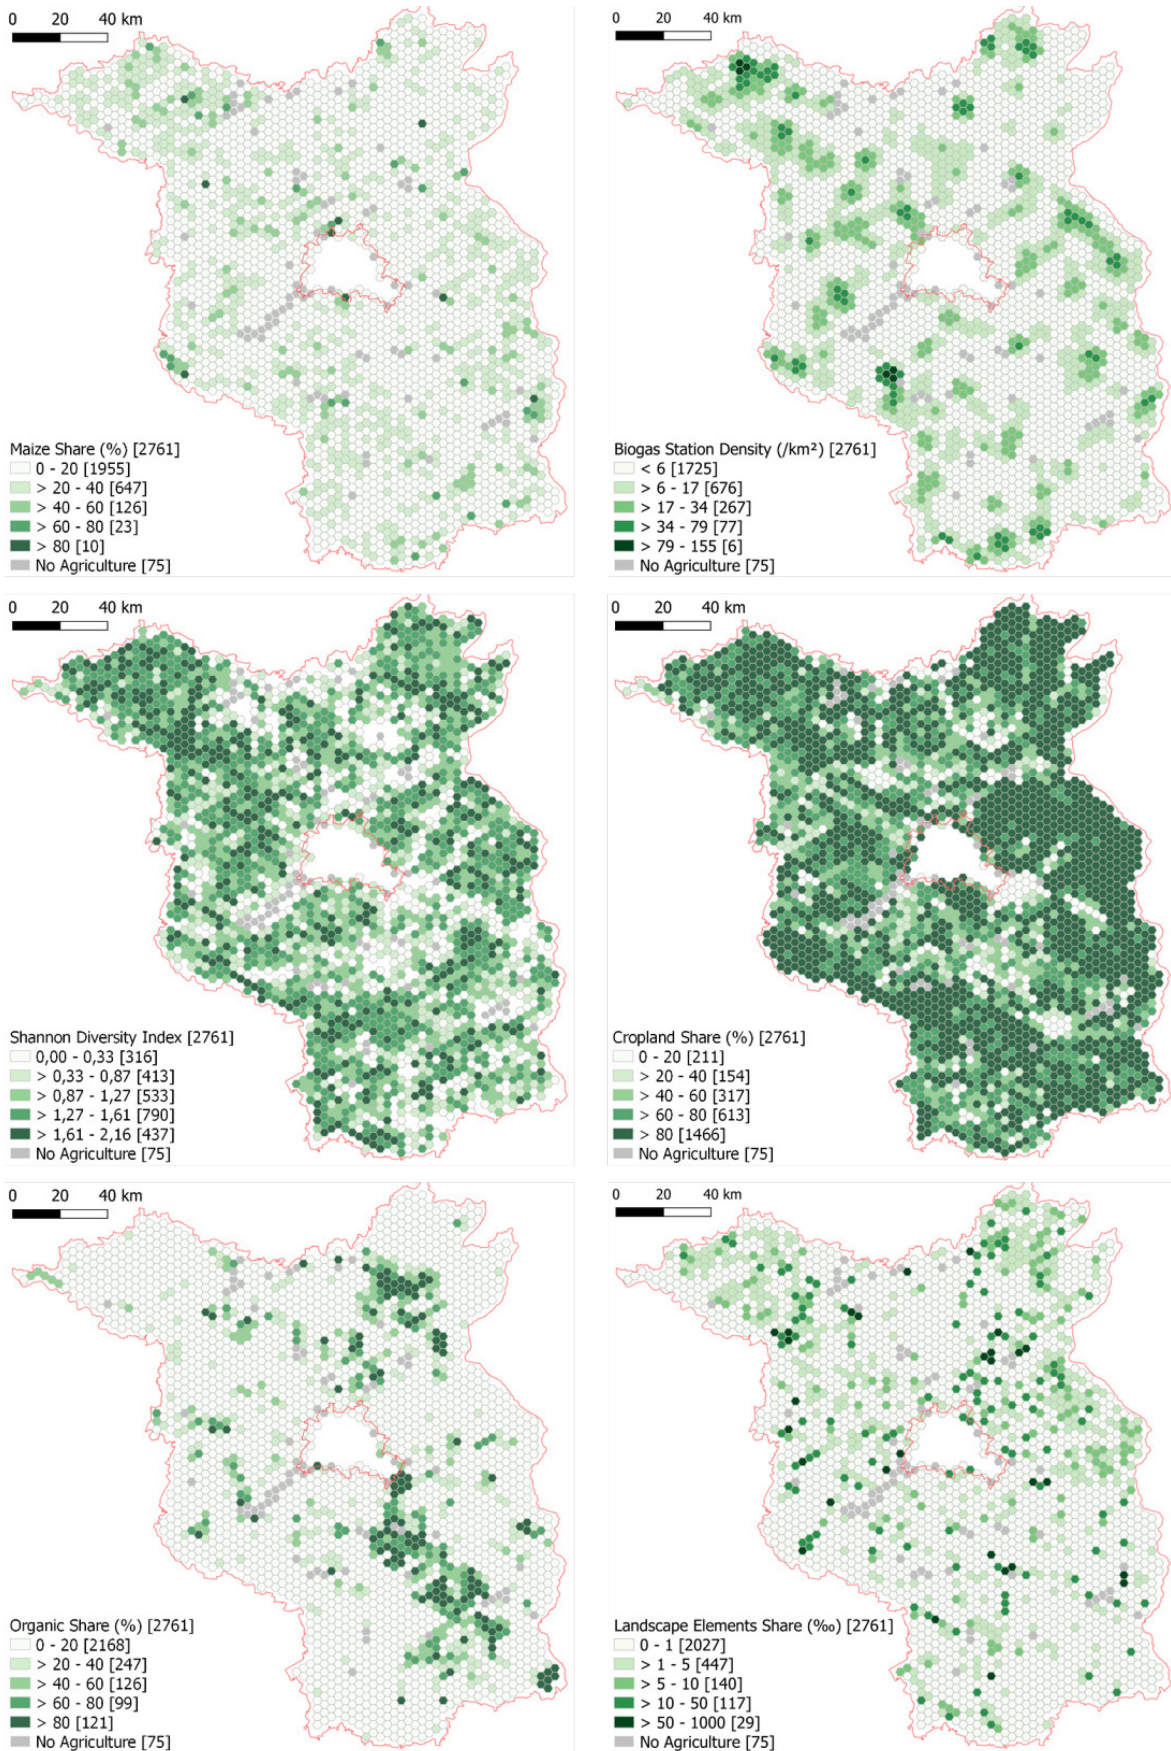 0 20 40 km
Maize Share (%) [2761]
0 - 20 [1955]
> 20 - 40 [647]
> 40 - 60 [126]
> 60 - 80 [23]
> 80 [10]
No Agriculture [75]
0 20 40 km
Biogas Station Density (/km²) [2761]
< 6 [1725]
> 6 - 17 [676]
> 17 - 34 [267]
> 34 - 79 [77]
> 79 - 155 [6]
No Agriculture [75]
0 20 40 km
Shannon Diversity Index [2761]
0,00 - 0,33 [316]
> 0,33 - 0,87 [413]
> 0,87 - 1,27 [533]
> 1,27 - 1,61 [790]
> 1,61 - 2,16 [437]
No Agriculture [75]
0 20 40 km
Cropland Share (%) [2761]
0 - 20 [211]
> 20 - 40 [154]
> 40 - 60 [317]
> 60 - 80 [613]
> 80 [1466]
No Agriculture [75]
0 20 40 km
Organic Share (%) [2761]
0 - 20 [2168]
> 20 - 40 [247]
> 40 - 60 [126]
> 60 - 80 [99]
> 80 [121]
No Agriculture [75]
0 20 40 km
Landscape Elements Share (‰) [2761]
0 - 1 [2027]
> 1 - 5 [447]
> 5 - 10 [140]
> 10 - 50 [117]
> 50 - 1000 [29]
No Agriculture [75]